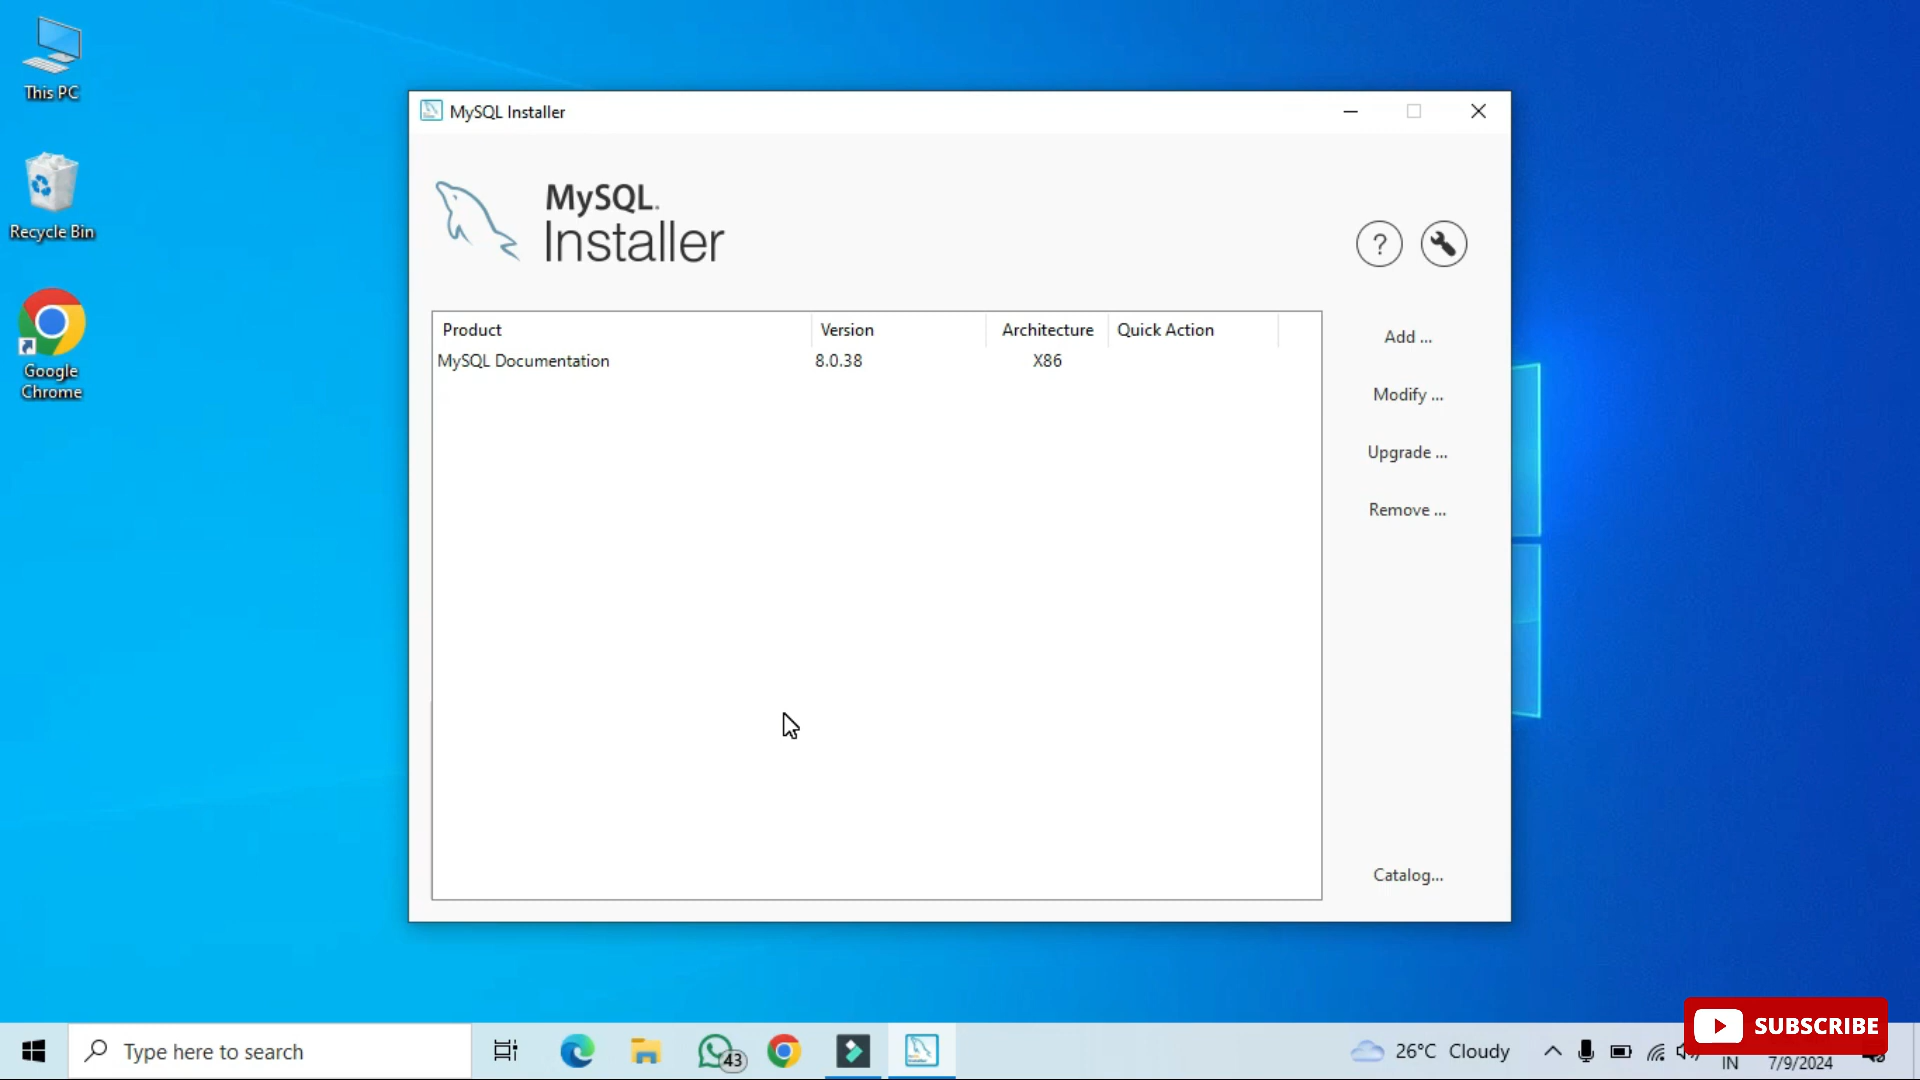 This PC
Recycle Bin
Google
Chrome
MySQL Installer
MySQL.
Installer
?
Product Version Architecture Quick Action
MySQL Documentation 8.0.38 X86
Add ...
Modify ...
Upgrade ...
Remove ...
Catalog...
SUBSCRIBE
Type here to search
43
26°C Cloudy
IN
7/9/2024